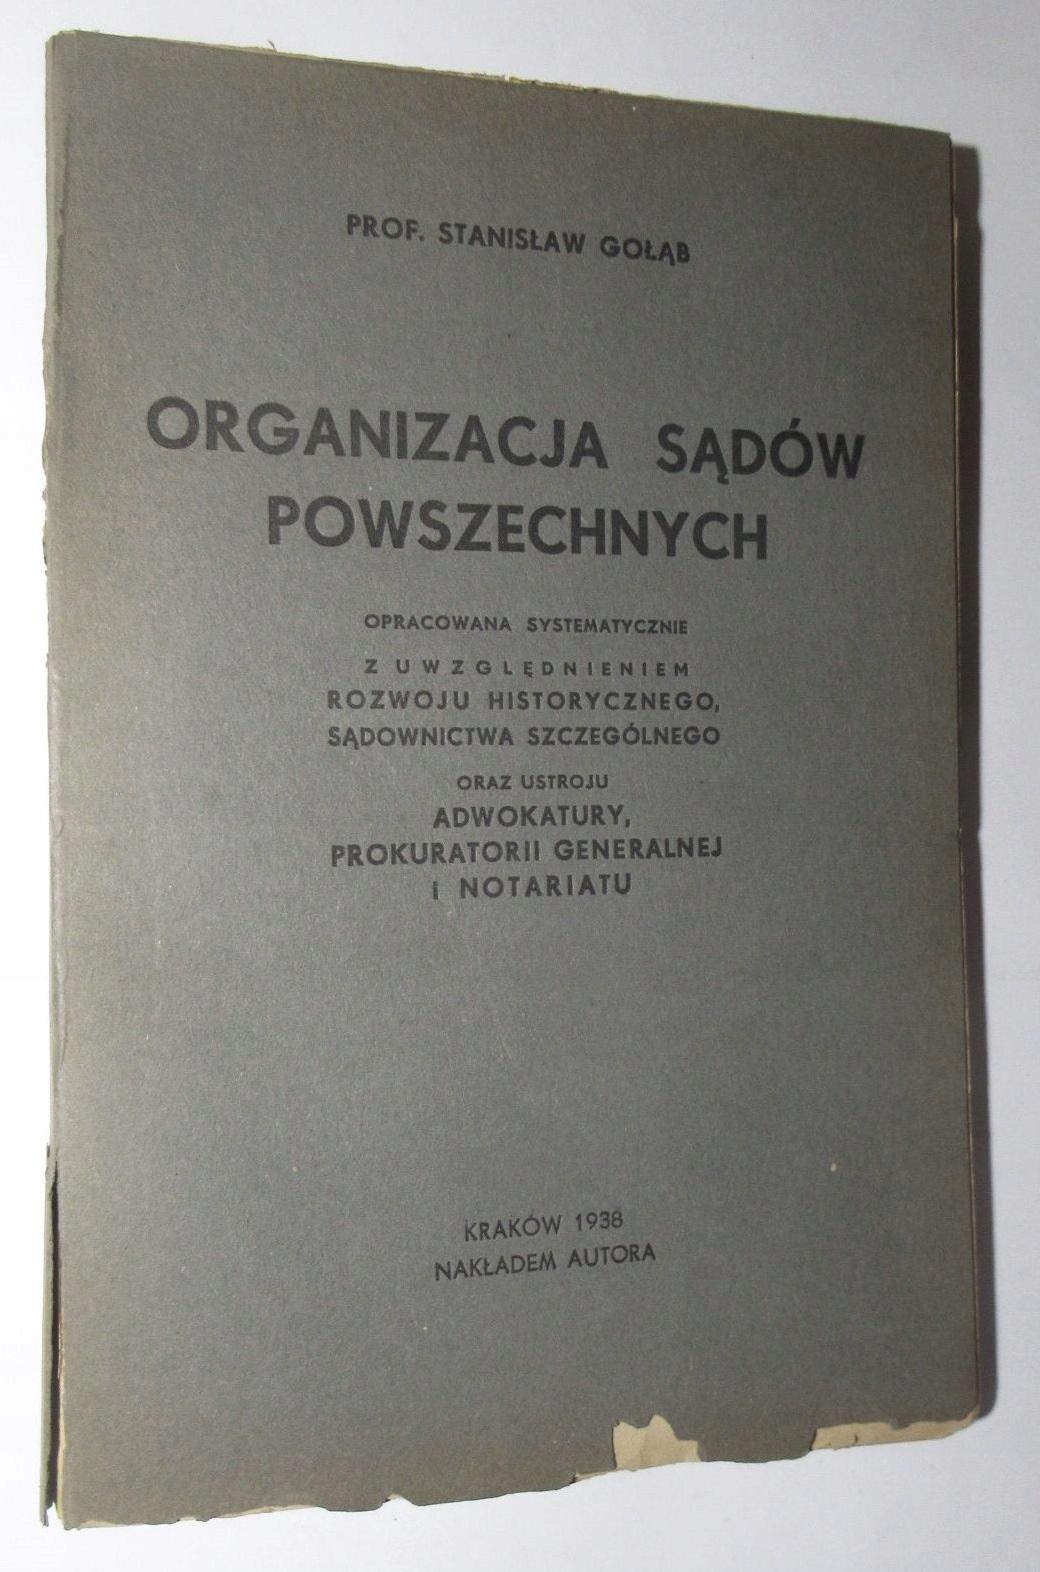 PROF. STANISŁAW GOŁĄB
ORGANIZACJA SĄDÓW
POWSZECHNYCH
OPRACOWANA SYSTEMATYCZNIE
Z UWZGLĘDNIENIEM
ROZWOJU HISTORYCZNEGO,
SĄDOWNICTWA SZCZEGÓLNEGO
ORAZ USTROJU
ADWOKATURY,
PROKURATORII GENERALNEJ
i NOTARIATU
KRAKÓW 1938
NAKŁADEM AUTORA